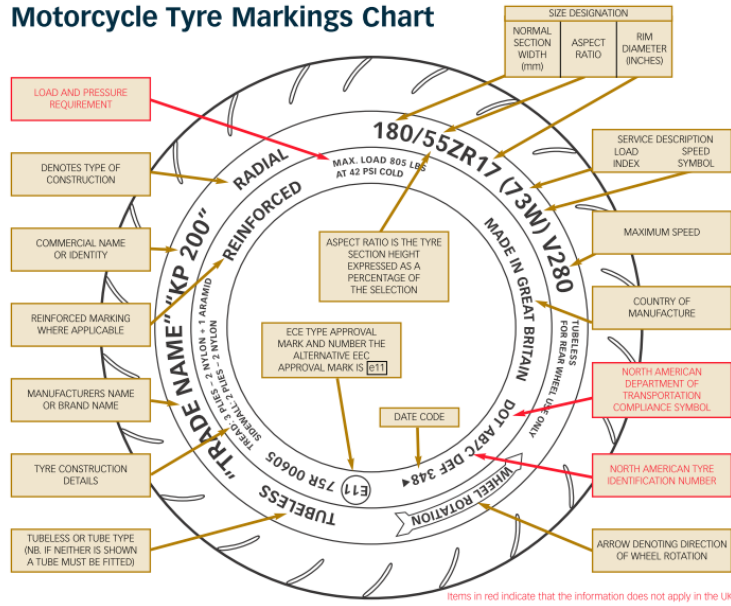 Motorcycle Tyre Markings Chart
SIZE DESIGNATION
NORMAL
SECTION
WIDTH
(mm)
ASPECT
RATIO
RIM
DIAMETER
(INCHES)
LOAD AND PRESSURE
REQUIREMENT
DENOTES TYPE OF
CONSTRUCTION
COMMERCIAL NAME
OR IDENTITY
REINFORCED MARKING
WHERE APPLICABLE
MANUFACTURERS NAME
OR BRAND NAME
TYRE CONSTRUCTION
DETAILS
TUBELESS OR TUBE TYPE
(NB. IF NEITHER IS SHOWN
A TUBE MUST BE FITTED)
180/55ZR17 (73W) V280
RADIAL
"KP 200"
"TRADE NAME"
TUBELESS
WHEEL ROTATION
MAX. LOAD 805 LBS
AT 42 PSI COLD
REINFORCED
TREAD: 3 PLIES – 2 NYLON + 1 ARAMID
SIDEWALL: 2 PLIES – 2 NYLON
MADE IN GREAT BRITAIN
TUBELESS
FOR REAR WHEEL USE ONLY
DOT AB7C DEF 348◄
E11
75R 00605
ASPECT RATIO IS THE TYRE
SECTION HEIGHT
EXPRESSED AS A
PERCENTAGE OF
THE SELECTION
ECE TYPE APPROVAL
MARK AND NUMBER THE
ALTERNATIVE EEC
APPROVAL MARK IS e11
DATE CODE
SERVICE DESCRIPTION
LOAD
INDEX
SPEED
SYMBOL
MAXIMUM SPEED
COUNTRY OF
MANUFACTURE
NORTH AMERICAN
DEPARTMENT OF
TRANSPORTATION
COMPLIANCE SYMBOL
NORTH AMERICAN TYRE
IDENTIFICATION NUMBER
ARROW DENOTING DIRECTION
OF WHEEL ROTATION
Items in red indicate that the information does not apply in the UK